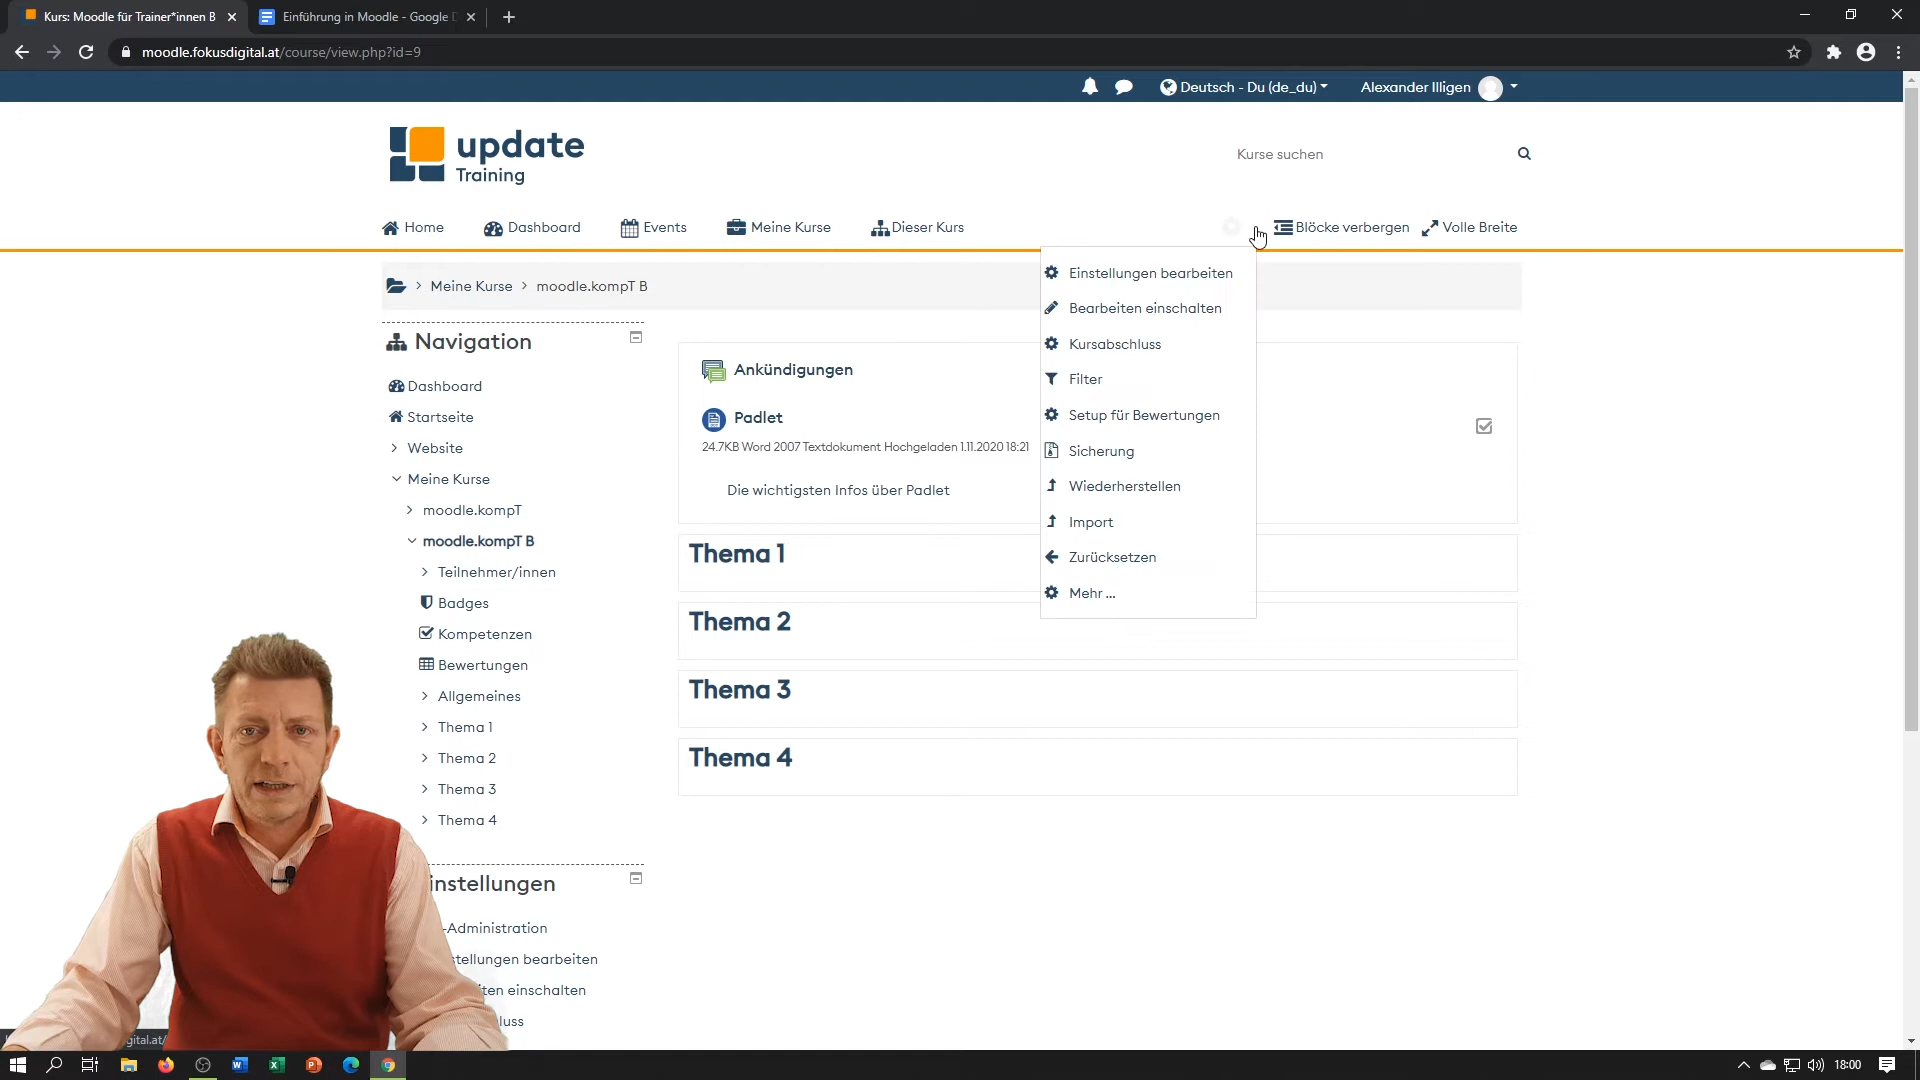 Kurs: Moodle für Trainer*innen B
Einführung in Moodle - Google D
moodle.fokusdigital.at/course/view.php?id=9
Deutsch - Du (de_du)
Alexander Illigen
update
Training
Kurse suchen
Home
Dashboard
Events
Meine Kurse
Dieser Kurs
Blöcke verbergen
Volle Breite
Meine Kurse
moodle.kompT B
Einstellungen bearbeiten
Bearbeiten einschalten
Kursabschluss
Filter
Setup für Bewertungen
Sicherung
Wiederherstellen
Import
Zurücksetzen
Mehr ...
Navigation
Dashboard
Startseite
Website
Meine Kurse
moodle.kompT
moodle.kompT B
Teilnehmer/innen
Badges
Kompetenzen
Bewertungen
Allgemeines
Thema 1
Thema 2
Thema 3
Thema 4
Ankündigungen
Padlet
24.7KB Word 2007 Textdokument Hochgeladen 1.11.2020 18:21
Die wichtigsten Infos über Padlet
Thema 1
Thema 2
Thema 3
Thema 4
instellungen
-Administration
stellungen bearbeiten
iten einschalten
luss
gital.at/
18:00